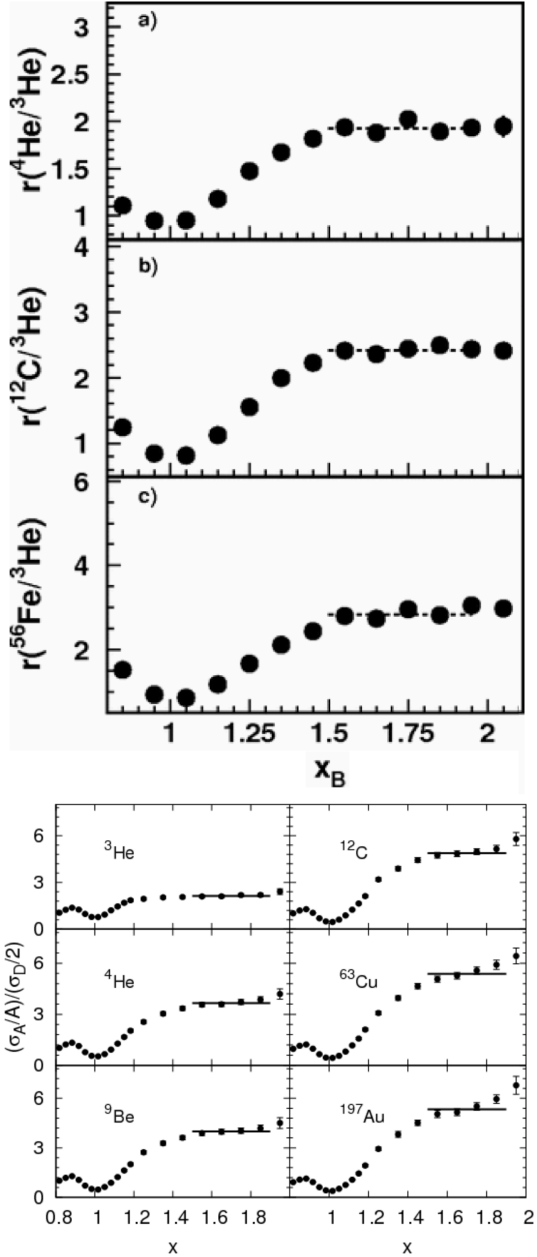 a)
3
2.5
2
1.5
1
r(⁴He/³He)
b)
4
3
2
1
r(¹²C/³He)
c)
6
4
2
r(⁵⁶Fe/³He)
1 1.25 1.5 1.75 2
X_B
6
3
0
³He
¹²C
6
3
0
⁴He
⁶³Cu
(σ_A/A)/(σ_D/2)
6
3
0
⁹Be
¹⁹⁷Au
0.8 1 1.2 1.4 1.6 1.8 1 1.2 1.4 1.6 1.8 2
x x